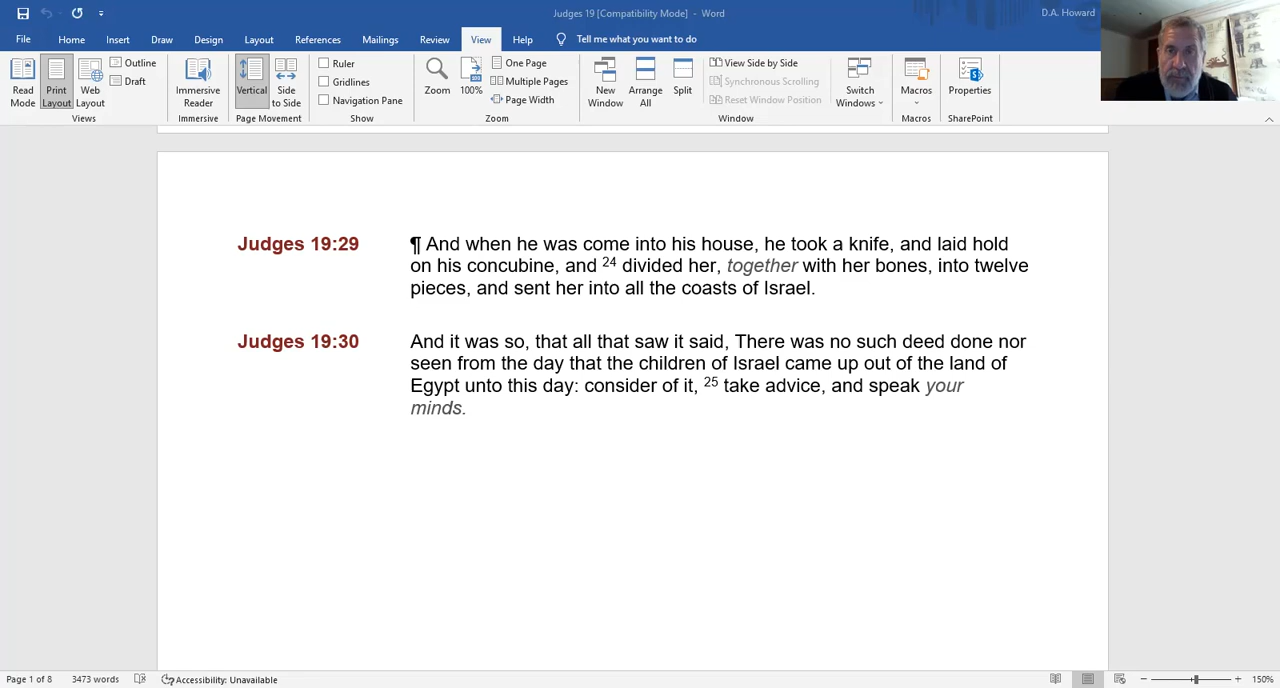 Judges 19 [Compatibility Mode] - Word
D.A. Howard
File Home Insert Draw Design Layout References Mailings Review View Help Tell me what you want to do
Read Mode
Print Layout
Web Layout
Outline
Draft
Views
Immersive Reader
Immersive
Vertical
Side to Side
Page Movement
Ruler
Gridlines
Navigation Pane
Show
Zoom
100
100%
One Page
Multiple Pages
Page Width
Zoom
New Window
Arrange All
Split
View Side by Side
Synchronous Scrolling
Reset Window Position
Switch Windows
Window
Macros
Macros
Properties
SharePoint
Judges 19:29 ¶ And when he was come into his house, he took a knife, and laid hold
on his concubine, and 24 divided her, together with her bones, into twelve
pieces, and sent her into all the coasts of Israel.
Judges 19:30 And it was so, that all that saw it said, There was no such deed done nor
seen from the day that the children of Israel came up out of the land of
Egypt unto this day: consider of it, 25 take advice, and speak your
minds.
Page 1 of 8 3473 words Accessibility: Unavailable 150%